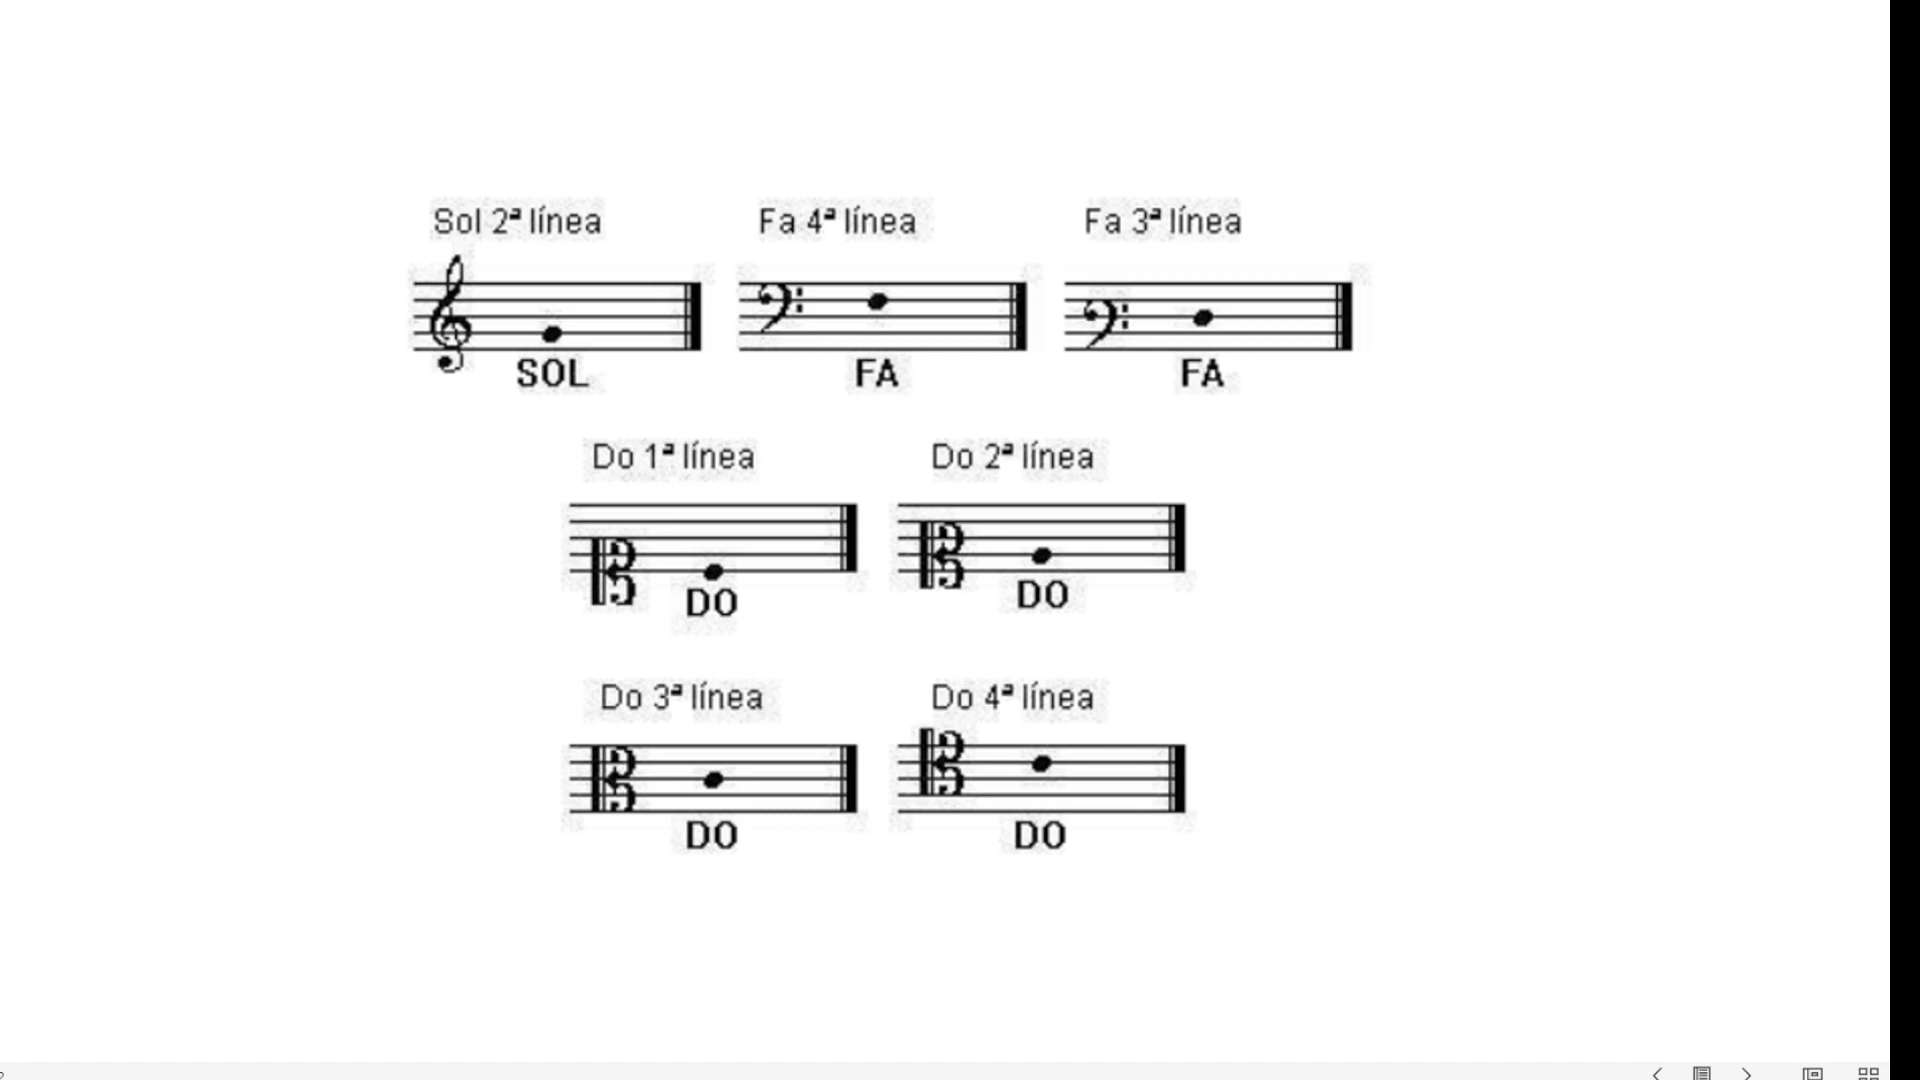 Sol 2ª línea Fa 4ª línea Fa 3ª línea
SOL FA FA
Do 1ª línea Do 2ª línea
DO DO
Do 3ª línea Do 4ª línea
DO DO